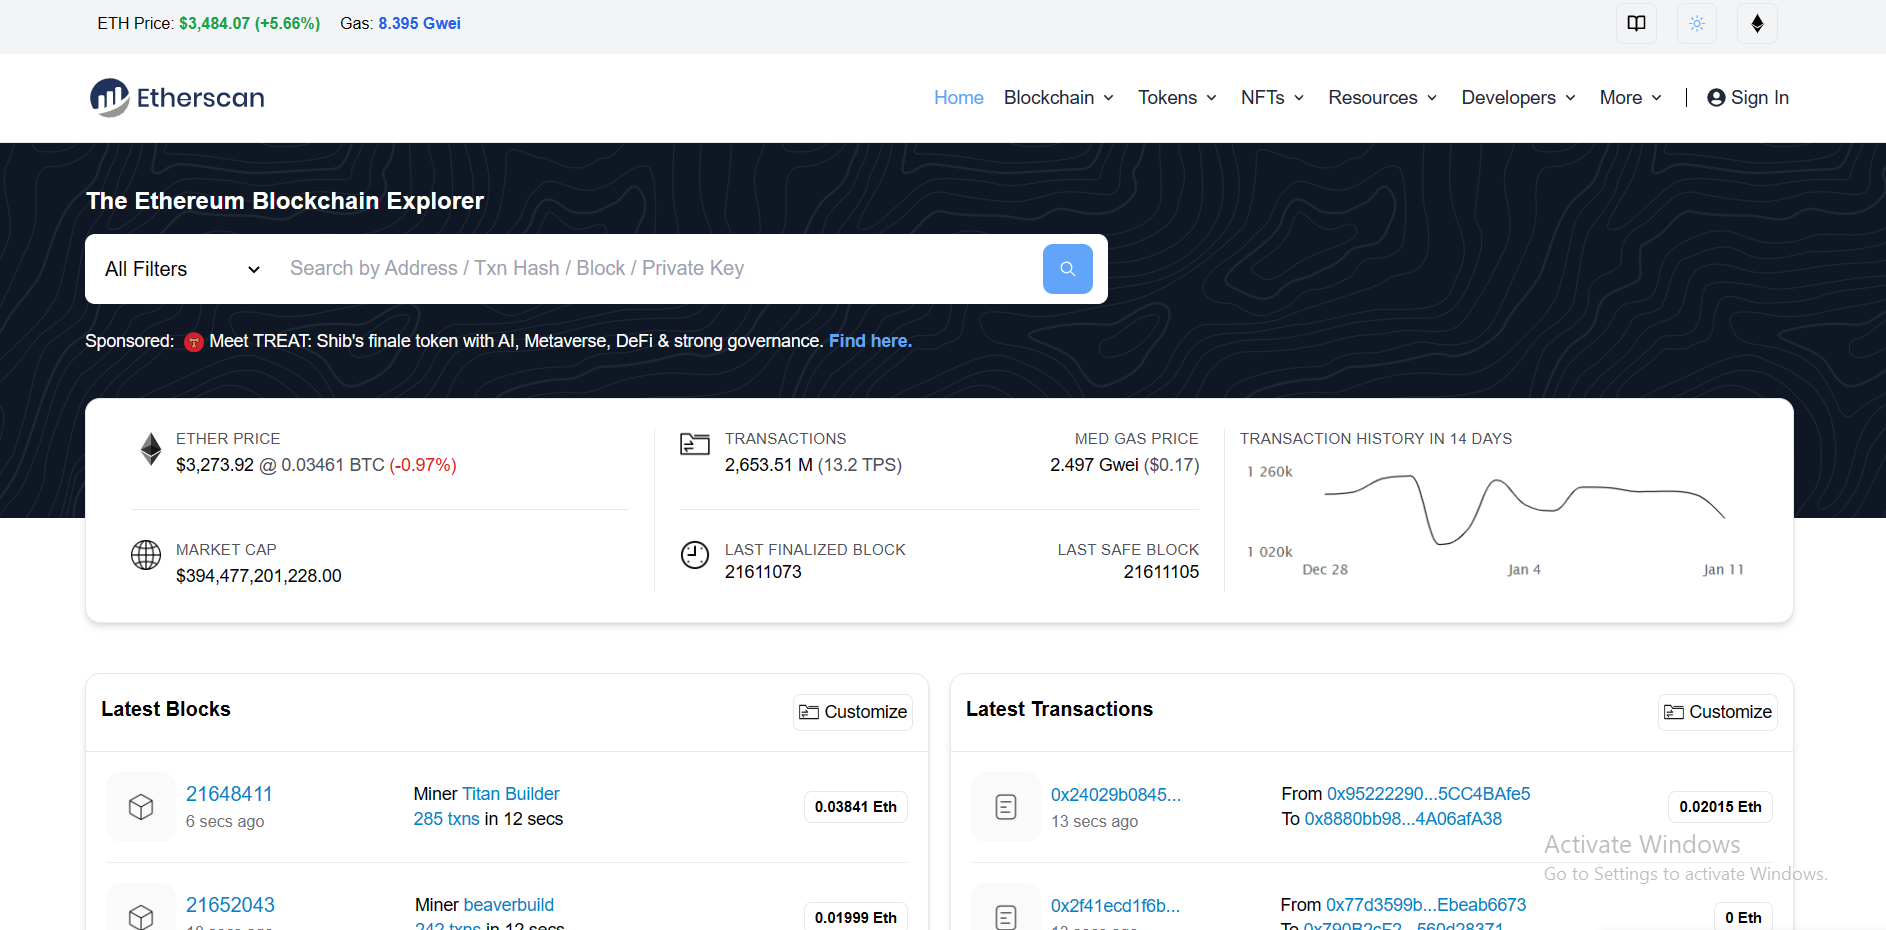 ETH Price: $3,484.07 (+5.66%) Gas: 8.395 Gwei
Etherscan
Home Blockchain Tokens NFTs Resources Developers More | Sign In
The Ethereum Blockchain Explorer
All Filters Search by Address / Txn Hash / Block / Private Key
Sponsored: Meet TREAT: Shib's finale token with AI, Metaverse, DeFi & strong governance. Find here.
ETHER PRICE
$3,273.92 @ 0.03461 BTC (-0.97%)
MARKET CAP
$394,477,201,228.00
TRANSACTIONS
2,653.51 M (13.2 TPS)
MED GAS PRICE
2.497 Gwei ($0.17)
LAST FINALIZED BLOCK
21611073
LAST SAFE BLOCK
21611105
TRANSACTION HISTORY IN 14 DAYS
1 260k
1 020k
Dec 28 Jan 4 Jan 11
Latest Blocks
Customize
21648411
6 secs ago
Miner Titan Builder
285 txns in 12 secs
0.03841 Eth
21652043
Miner beaverbuild
242 txns in 12 secs
0.01999 Eth
Latest Transactions
Customize
0x24029b0845...
13 secs ago
From 0x95222290...5CC4BAfe5
To 0x8880bb98...4A06afA38
0.02015 Eth
0x2f41ecd1f6b...
From 0x77d3599b...Ebeab6673
0 Eth
Activate Windows
Go to Settings to activate Windows.